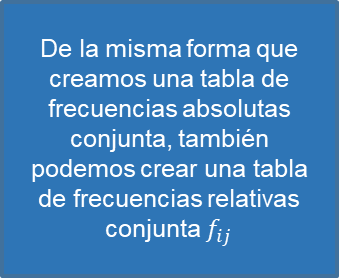 De la misma forma que
creamos una tabla de
frecuencias absolutas
conjunta, también
podemos crear una tabla
de frecuencias relativas
conjunta 𝑓𝑖𝑗